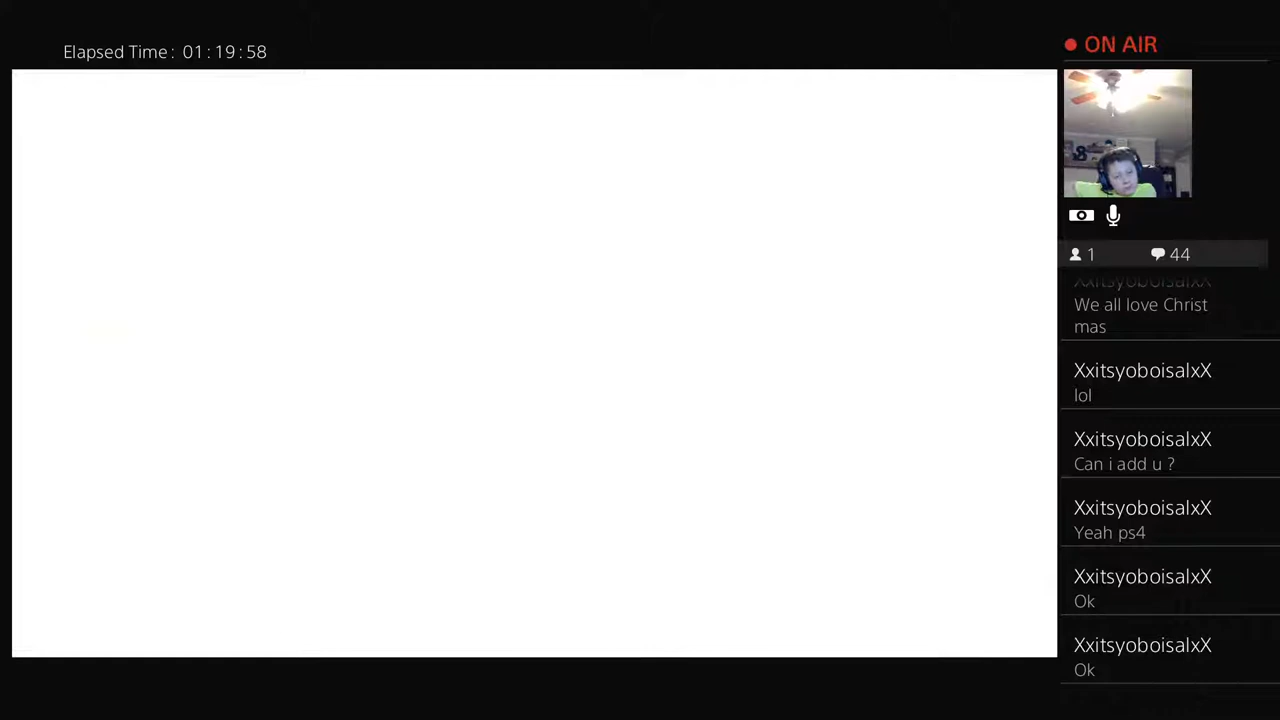 Elapsed Time: 01:19:58
ON AIR
1 44
XxitsyoboisalxX
We all love Christ
mas
XxitsyoboisalxX
lol
XxitsyoboisalxX
Can i add u ?
XxitsyoboisalxX
Yeah ps4
XxitsyoboisalxX
Ok
XxitsyoboisalxX
Ok